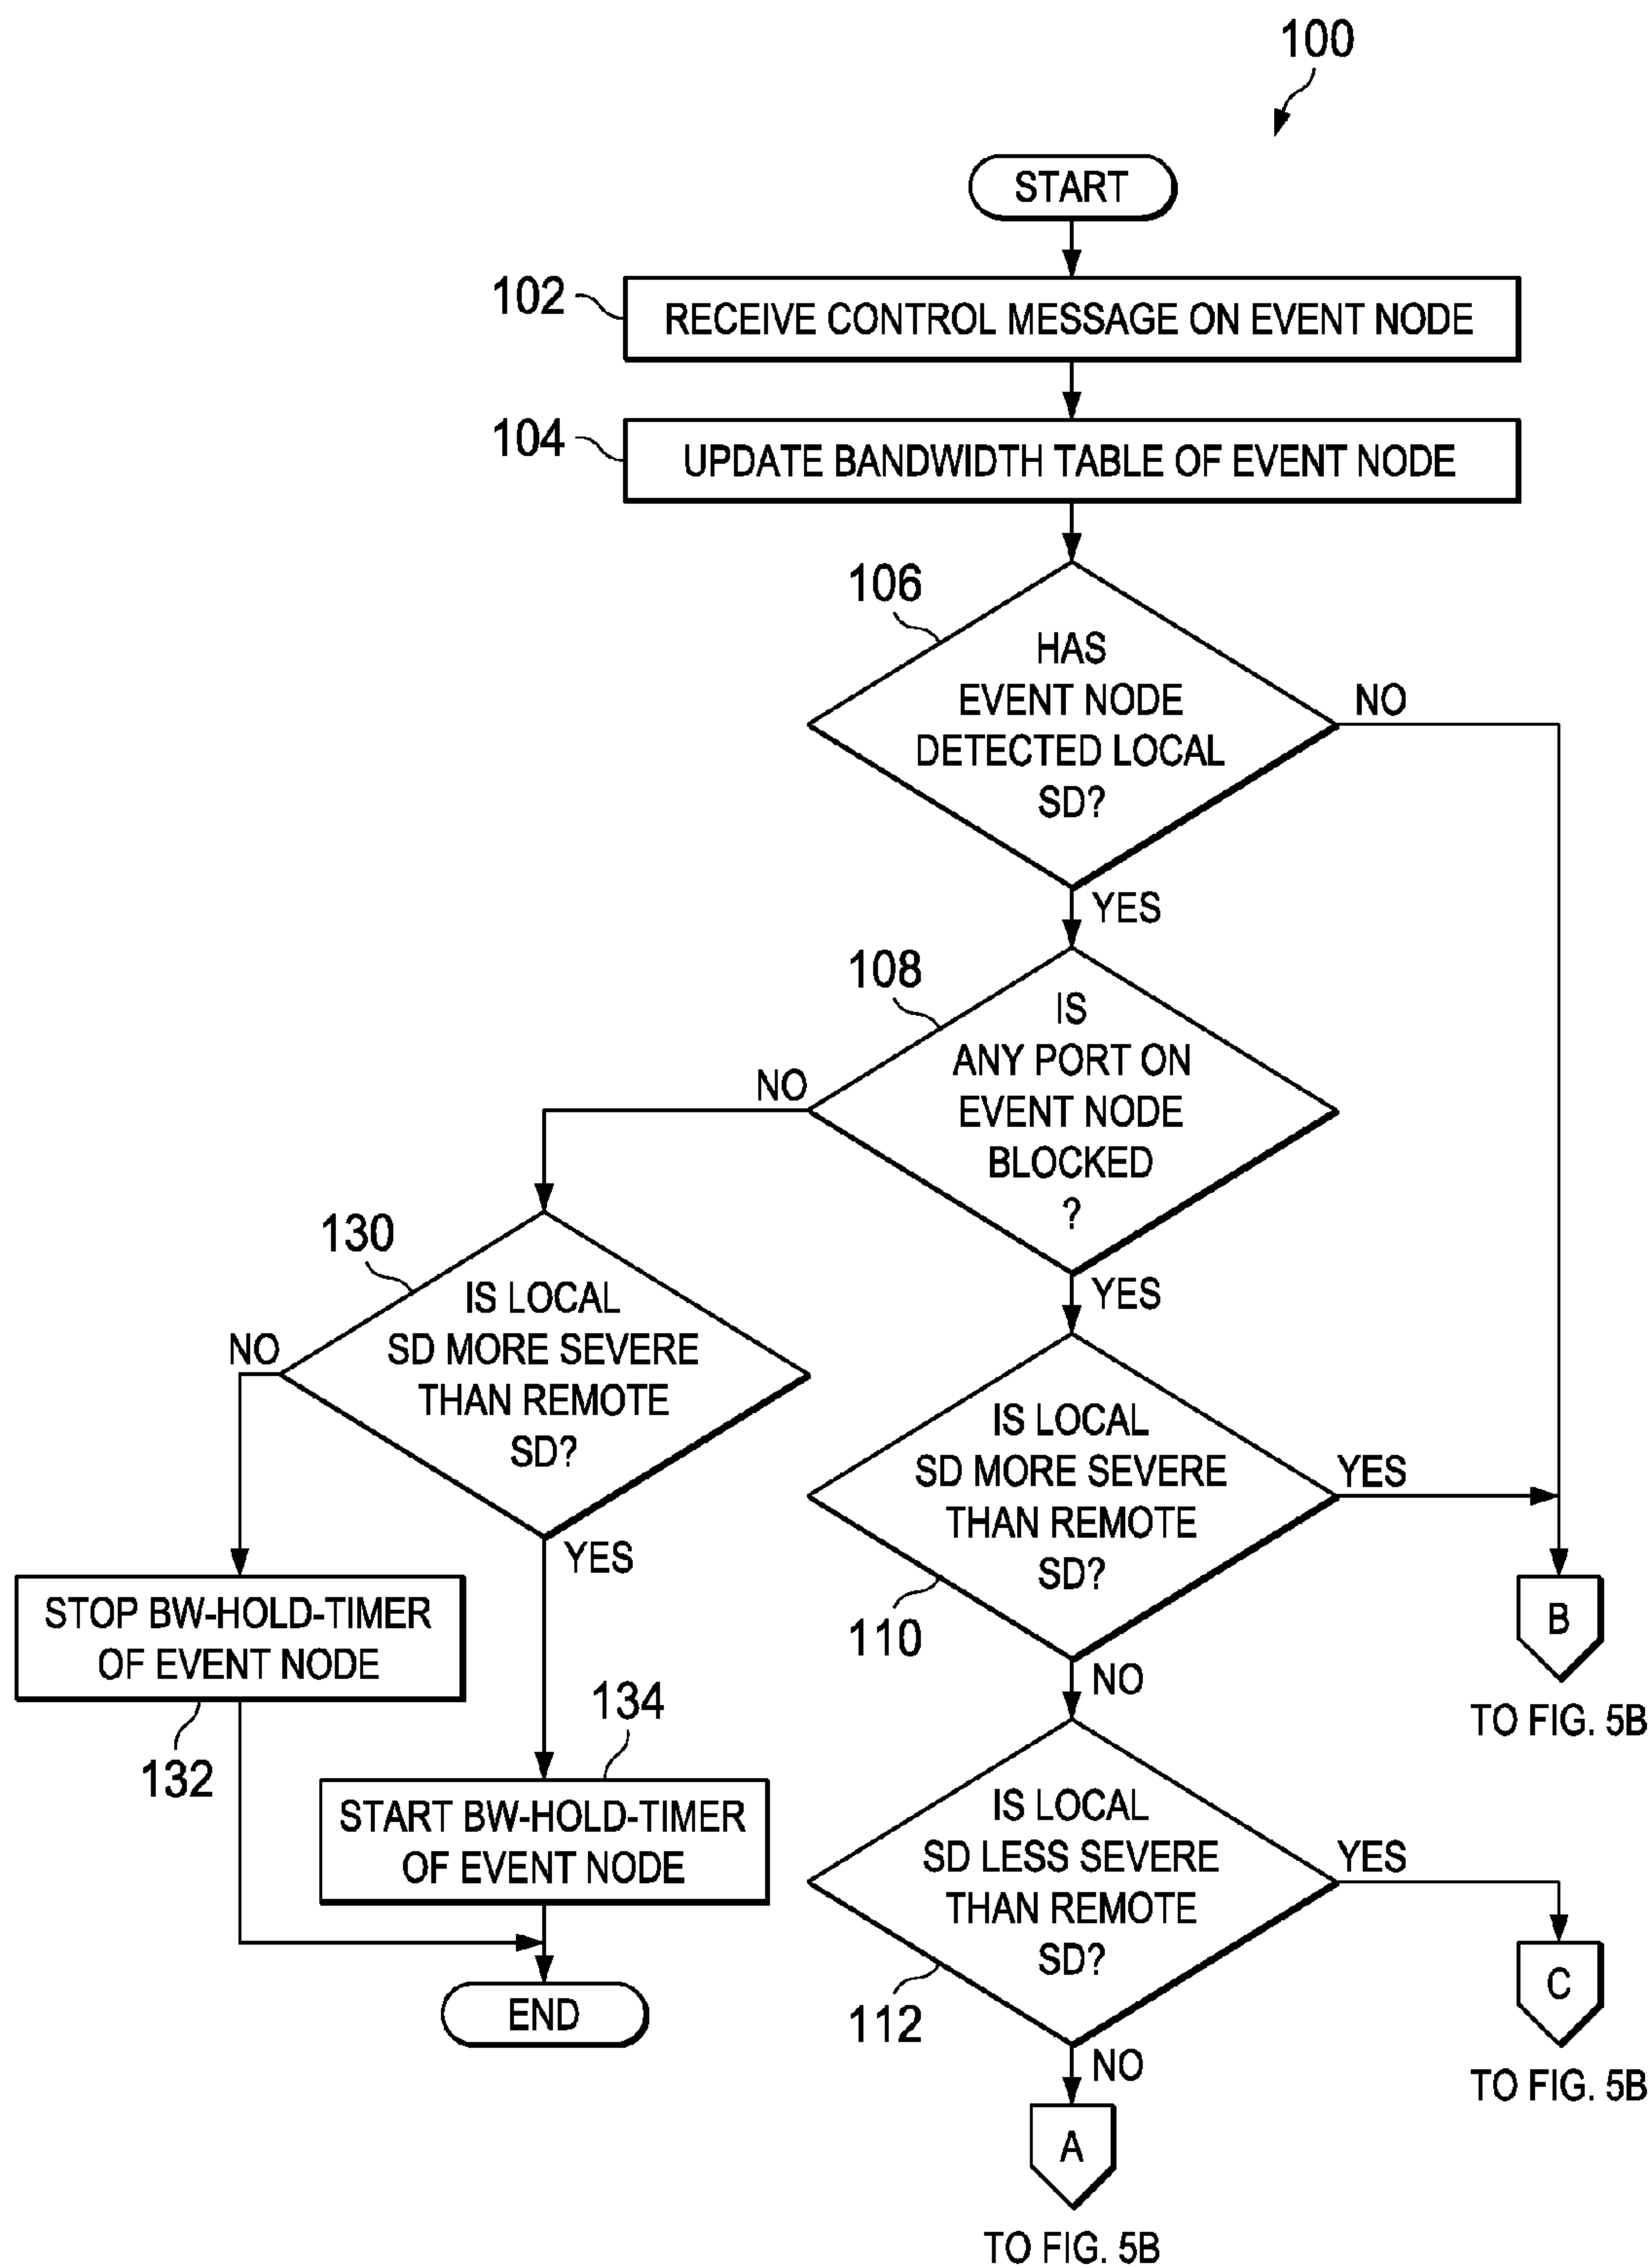 100
START
102
RECEIVE CONTROL MESSAGE ON EVENT NODE
104
UPDATE BANDWIDTH TABLE OF EVENT NODE
106
HAS
EVENT NODE
DETECTED LOCAL
SD?
NO
YES
108
IS
ANY PORT ON
EVENT NODE
BLOCKED
?
NO
YES
130
IS LOCAL
SD MORE SEVERE
THAN REMOTE
SD?
NO
YES
IS LOCAL
SD MORE SEVERE
THAN REMOTE
SD?
YES
110
NO
STOP BW-HOLD-TIMER
OF EVENT NODE
132
134
START BW-HOLD-TIMER
OF EVENT NODE
END
B
TO FIG. 5B
IS LOCAL
SD LESS SEVERE
THAN REMOTE
SD?
YES
112
NO
C
TO FIG. 5B
A
TO FIG. 5B